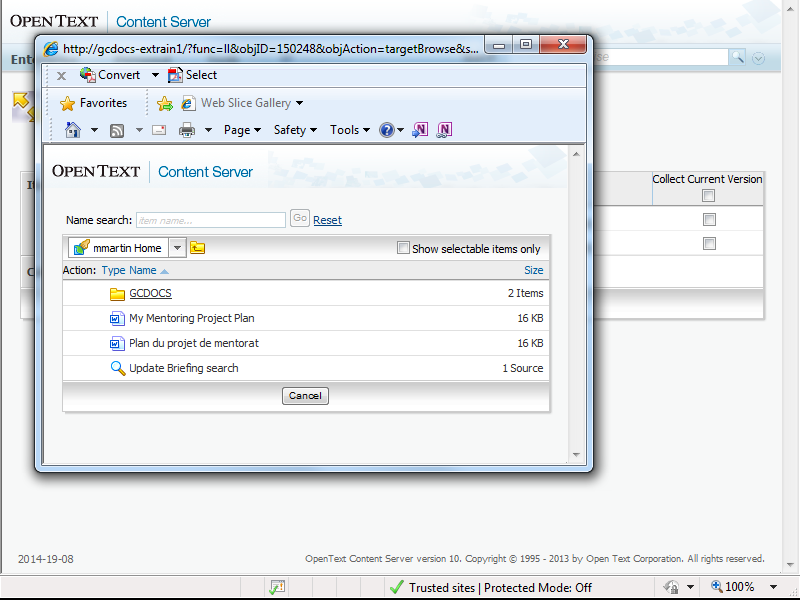 OPEN TEXT Content Server
http://gcdocs-extrain1/?func=ll&objID=150248&objAction=targetBrowse&s...
Ente
x Convert Select
Favorites Web Slice Gallery
Page Safety Tools
OPEN TEXT Content Server
Collect Current Version
Name search: item name... Go Reset
mmartin Home Show selectable items only
Action: Type Name Size
GCDOCS 2 Items
My Mentoring Project Plan 16 KB
Plan du projet de mentorat 16 KB
Update Briefing search 1 Source
Cancel
2014-19-08 OpenText Content Server version 10. Copyright © 1995 - 2013 by Open Text Corporation. All rights reserved.
Trusted sites | Protected Mode: Off 100%